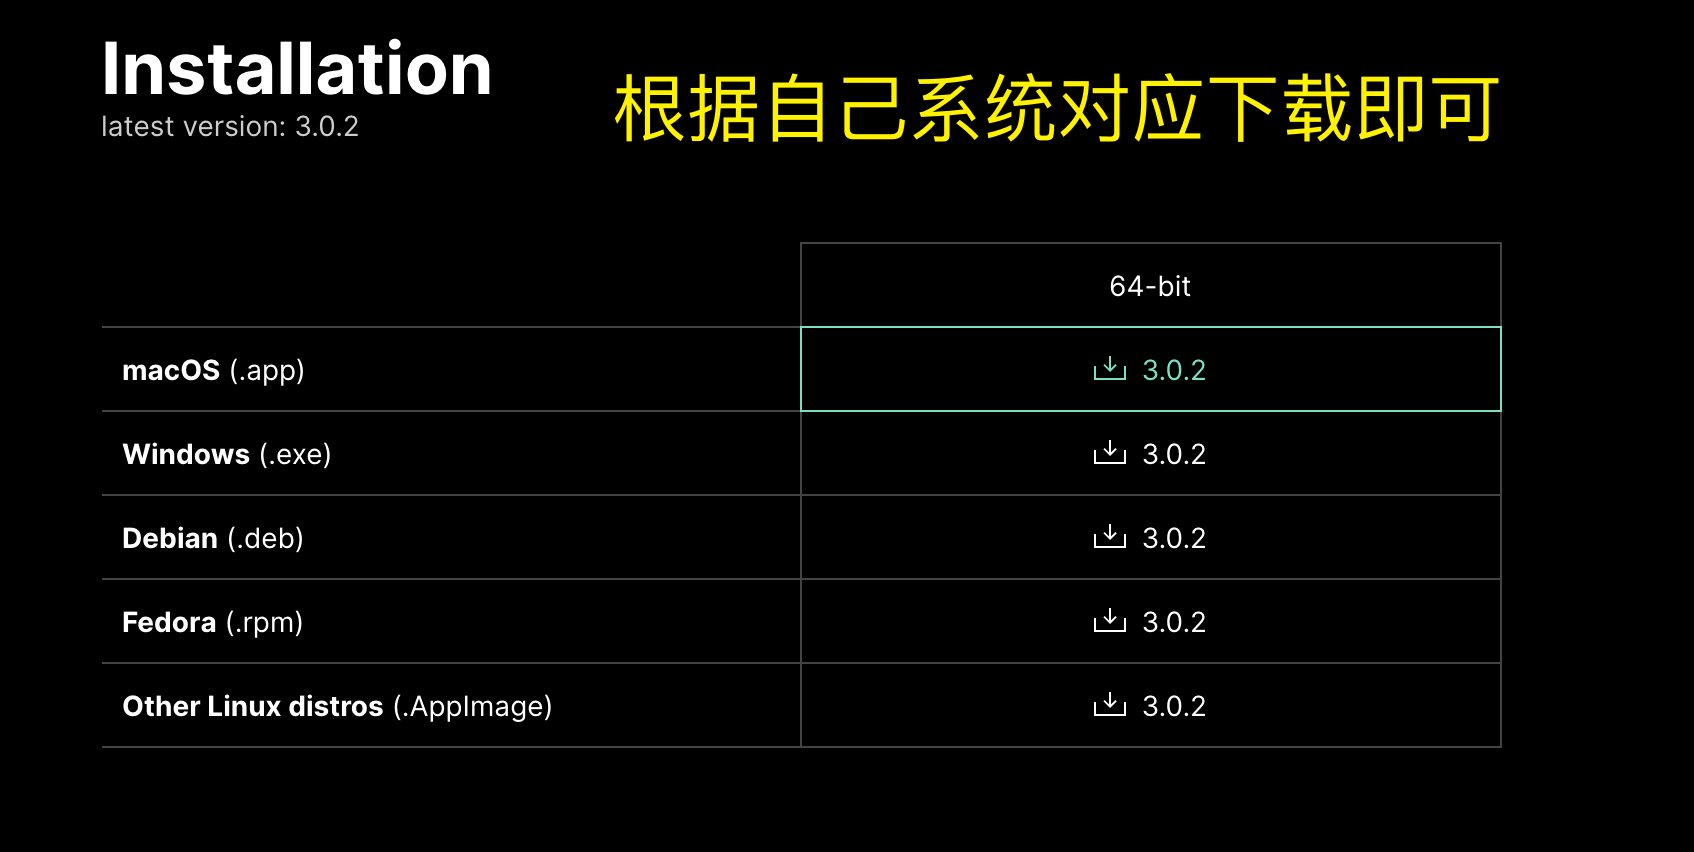 Installation
latest version: 3.0.2
根据自己系统对应下载即可
64-bit
macOS (.app) 3.0.2
Windows (.exe) 3.0.2
Debian (.deb) 3.0.2
Fedora (.rpm) 3.0.2
Other Linux distros (.AppImage) 3.0.2